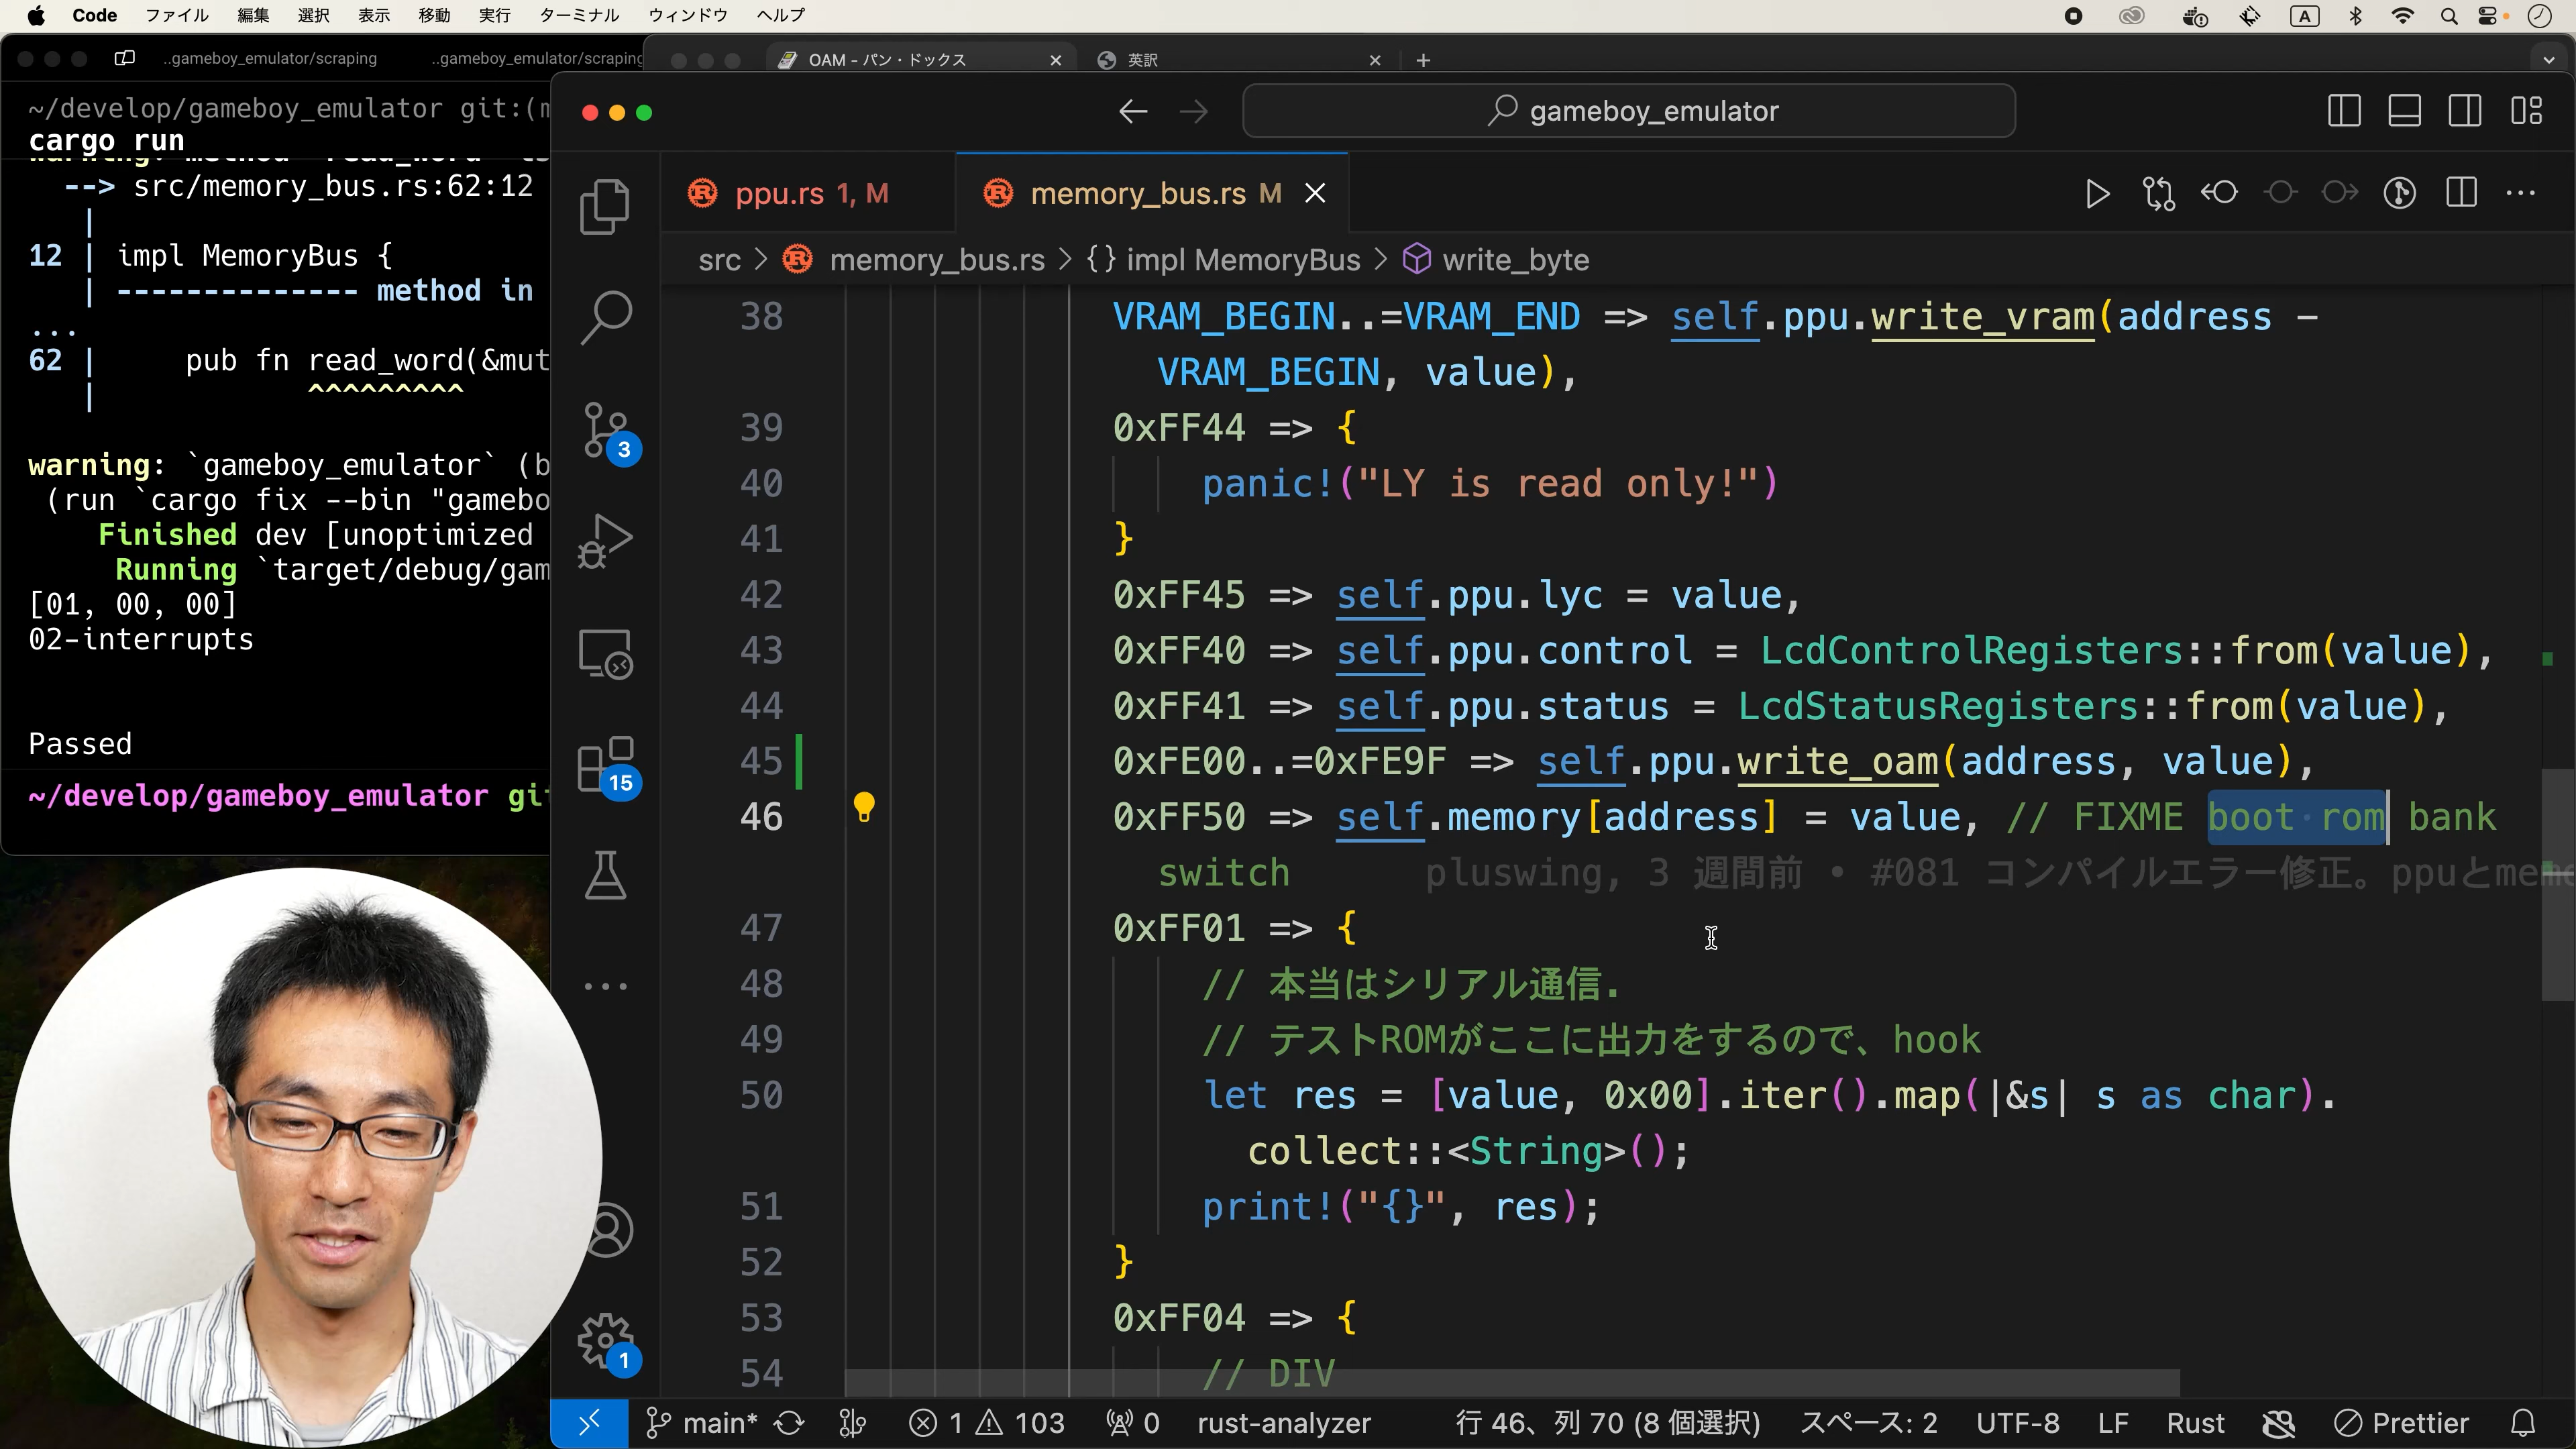 Code ファイル 編集 選択 表示 移動 実行 ターミナル ウィンドウ ヘルプ
A
..gameboy_emulator/scraping
..gameboy_emulator/scraping
OAM - パン・ドックス
英訳
gameboy_emulator
~/develop/gameboy_emulator git:(m
cargo run
--> src/memory_bus.rs:62:12
|
12 | impl MemoryBus {
| -------------- method in
...
62 | pub fn read_word(&mut
| ^^^^^^^^^
warning: `gameboy_emulator` (b
(run `cargo fix --bin "gamebo
Finished dev [unoptimized
Running `target/debug/gam
[01, 00, 00]
02-interrupts
Passed
~/develop/gameboy_emulator git
ppu.rs 1, M
memory_bus.rs M
src > memory_bus.rs > {} impl MemoryBus > write_byte
3
15
1
38 VRAM_BEGIN..=VRAM_END => self.ppu.write_vram(address -
VRAM_BEGIN, value),
39 0xFF44 => {
40 panic!("LY is read only!")
41 }
42 0xFF45 => self.ppu.lyc = value,
43 0xFF40 => self.ppu.control = LcdControlRegisters::from(value),
44 0xFF41 => self.ppu.status = LcdStatusRegisters::from(value),
45 0xFE00..=0xFE9F => self.ppu.write_oam(address, value),
46 0xFF50 => self.memory[address] = value, // FIXME boot rom bank
switch pluswing, 3 週間前 • #081 コンパイルエラー修正。ppuとmem
47 0xFF01 => {
48 // 本当はシリアル通信.
49 // テストROMがここに出力をするので、hook
50 let res = [value, 0x00].iter().map(|&s| s as char).
collect::<String>();
51 print!("{}", res);
52 }
53 0xFF04 => {
54 // DIV
main* 1 103 0 rust-analyzer 行 46、列 70 (8 個選択) スペース: 2 UTF-8 LF Rust Prettier